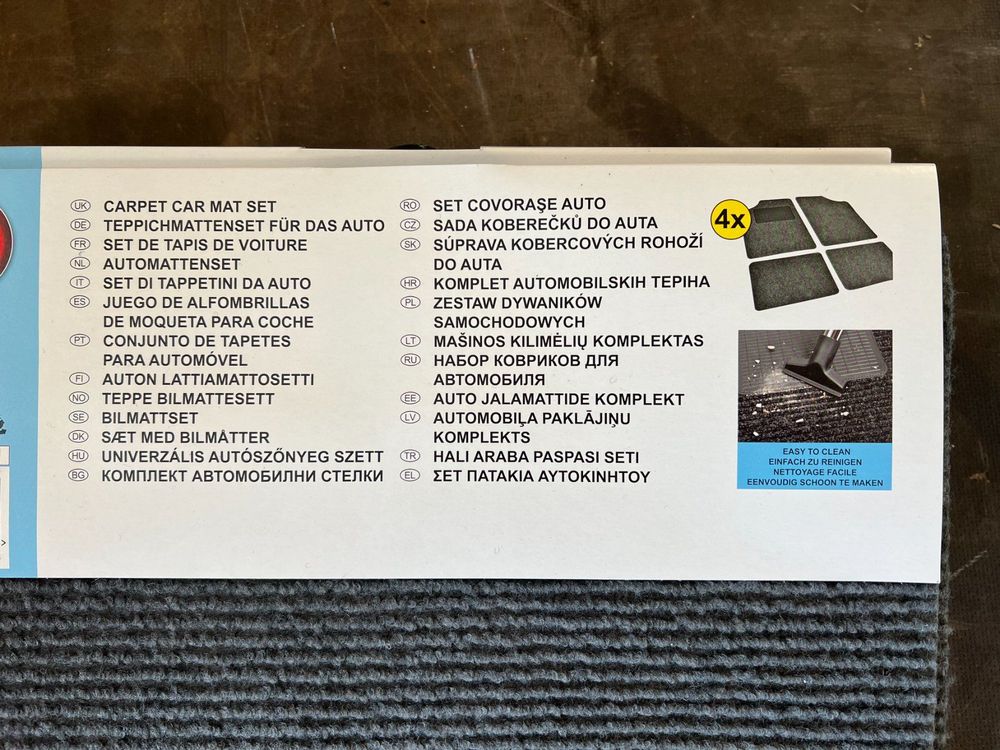 UK CARPET CAR MAT SET
DE TEPPICHMATTENSET FÜR DAS AUTO
FR SET DE TAPIS DE VOITURE
NL AUTOMATTENSET
IT SET DI TAPPETINI DA AUTO
ES JUEGO DE ALFOMBRILLAS
DE MOQUETA PARA COCHE
PT CONJUNTO DE TAPETES
PARA AUTOMÓVEL
FI AUTON LATTIAMATTOSETTI
NO TEPPE BILMATTESETT
SE BILMATTSET
DK SÆT MED BILMÅTTER
HU UNIVERZÁLIS AUTÓSZŐNYEG SZETT
BG КОМПЛЕКТ АВТОМОБИЛНИ СТЕЛКИ
RO SET COVORAŞE AUTO
CZ SADA KOBEREČKŮ DO AUTA
SK SÚPRAVA KOBERCOVÝCH ROHOŽÍ
DO AUTA
HR KOMPLET AUTOMOBILSKIH TEPIHA
PL ZESTAW DYWANIKÓW
SAMOCHODOWYCH
LT MAŠINOS KILIMĖLIŲ KOMPLEKTAS
RU НАБОР КОВРИКОВ ДЛЯ
АВТОМОБИЛЯ
EE AUTO JALAMATTIDE KOMPLEKT
LV AUTOMOBIĻA PAKLĀJIŅU
KOMPLEKTS
TR HALI ARABA PASPASI SETI
EL ΣΕΤ ΠΑΤΑΚΙΑ ΑΥΤΟΚΙΝΗΤΟΥ
4x
EASY TO CLEAN
EINFACH ZU REINIGEN
NETTOYAGE FACILE
EENVOUDIG SCHOON TE MAKEN